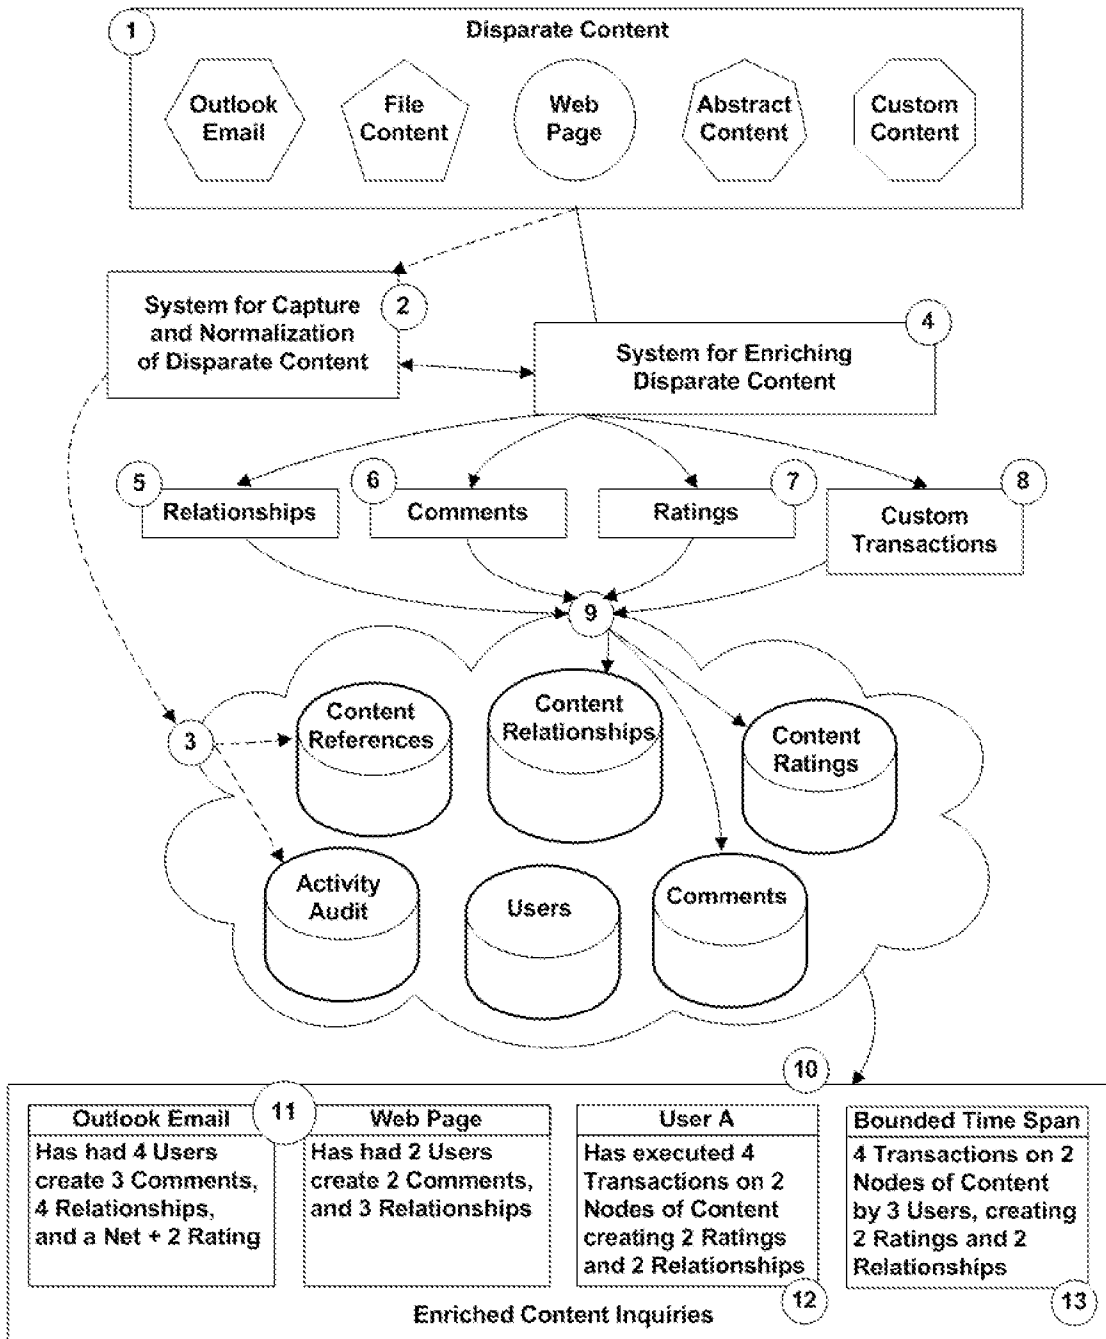 1
Disparate Content
Outlook
Email
File
Content
Web
Page
Abstract
Content
Custom
Content
System for Capture
and Normalization
of Disparate Content
2
4
System for Enriching
Disparate Content
5
Relationships
6
Comments
7
Ratings
8
Custom
Transactions
9
3
Content
References
Content
Relationships
Content
Ratings
Activity
Audit
Users
Comments
10
11
Outlook Email
Has had 4 Users
create 3 Comments,
4 Relationships,
and a Net + 2 Rating
Web Page
Has had 2 Users
create 2 Comments,
and 3 Relationships
User A
Has executed 4
Transactions on 2
Nodes of Content
creating 2 Ratings
and 2 Relationships
12
Bounded Time Span
4 Transactions on 2
Nodes of Content
by 3 Users, creating
2 Ratings and 2
Relationships
13
Enriched Content Inquiries